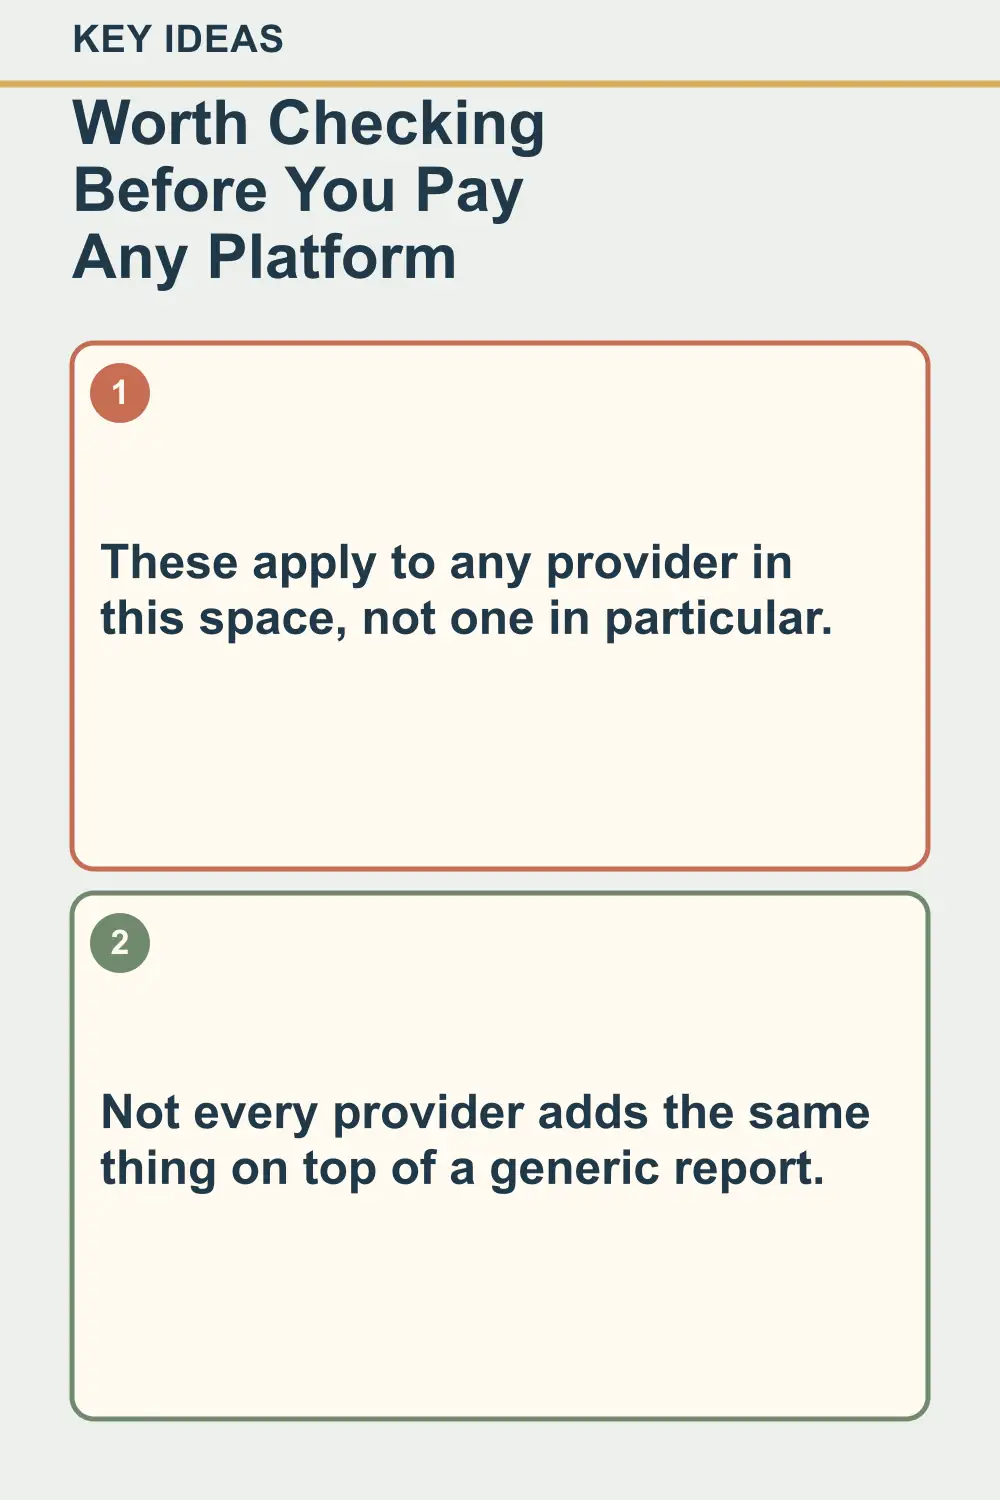 KEY IDEAS
Worth Checking
Before You Pay
Any Platform
1
These apply to any provider in
this space, not one in particular.
2
Not every provider adds the same
thing on top of a generic report.